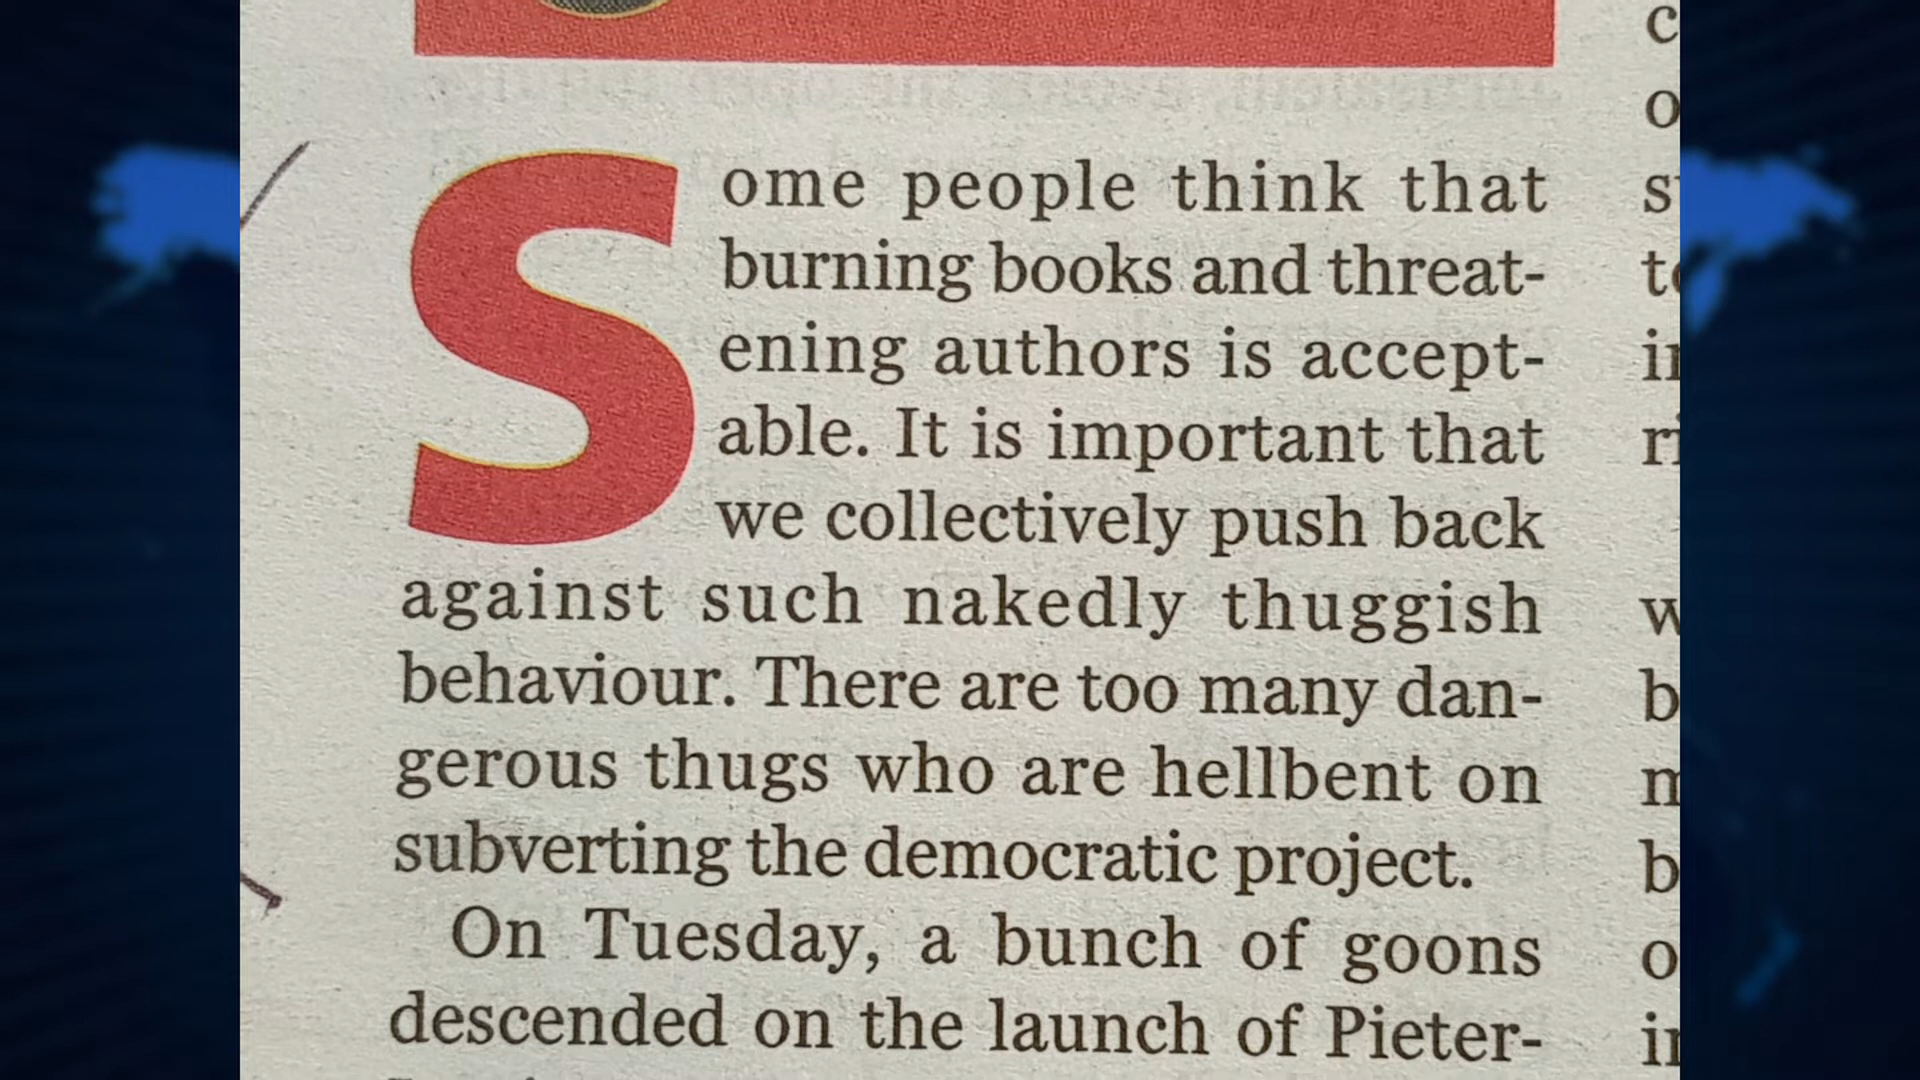 Some people think that
burning books and threat-
ening authors is accept-
able. It is important that
we collectively push back
against such nakedly thuggish
behaviour. There are too many dan-
gerous thugs who are hellbent on
subverting the democratic project.
On Tuesday, a bunch of goons
descended on the launch of Pieter-